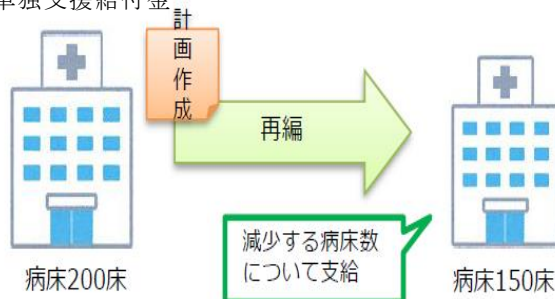 単独支援給付金
計画作成
再編
減少する病床数
について支給
病床200床
病床150床